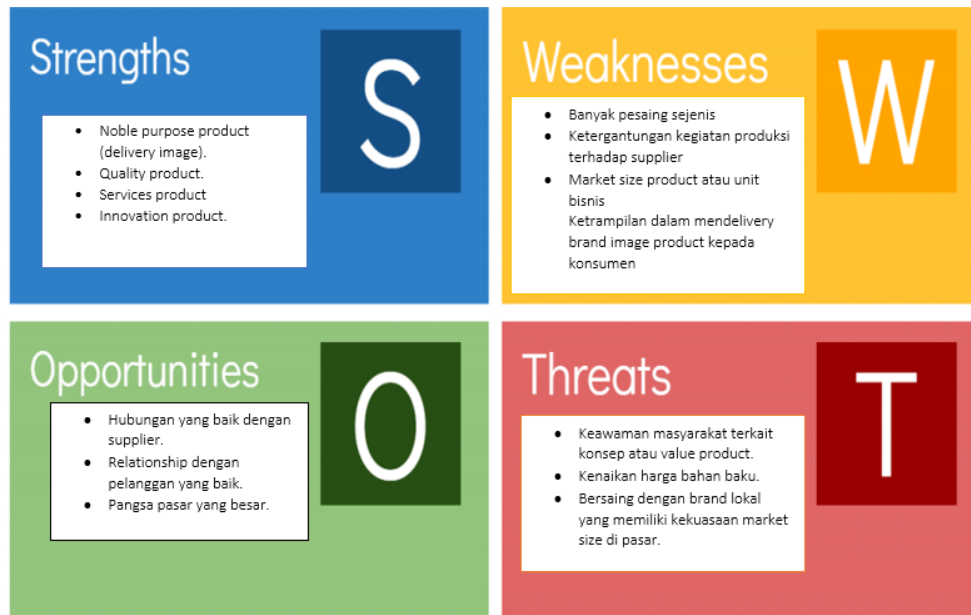 Strengths
S
• Noble purpose product
(delivery image).
• Quality product.
• Services product
• Innovation product.
Weaknesses
W
• Banyak pesaing sejenis
• Ketergantungan kegiatan produksi
terhadap supplier
• Market size product atau unit
bisnis
Ketrampilan dalam mendelivery
brand image product kepada
konsumen
Opportunities
O
• Hubungan yang baik dengan
supplier.
• Relationship dengan
pelanggan yang baik.
• Pangsa pasar yang besar.
Threats
T
• Keawaman masyarakat terkait
konsep atau value product.
• Kenaikan harga bahan baku.
• Bersaing dengan brand lokal
yang memiliki kekuasaan market
size di pasar.